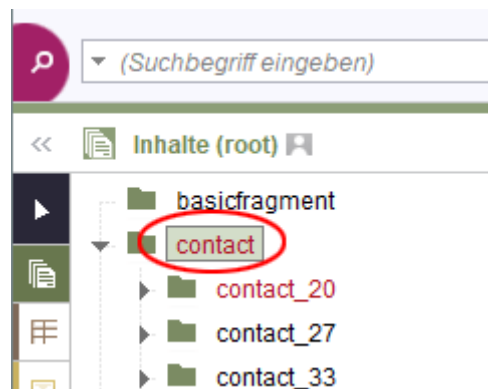 (Suchbegriff eingeben)
Inhalte (root)
basicfragment
contact
contact_20
contact_27
contact_33